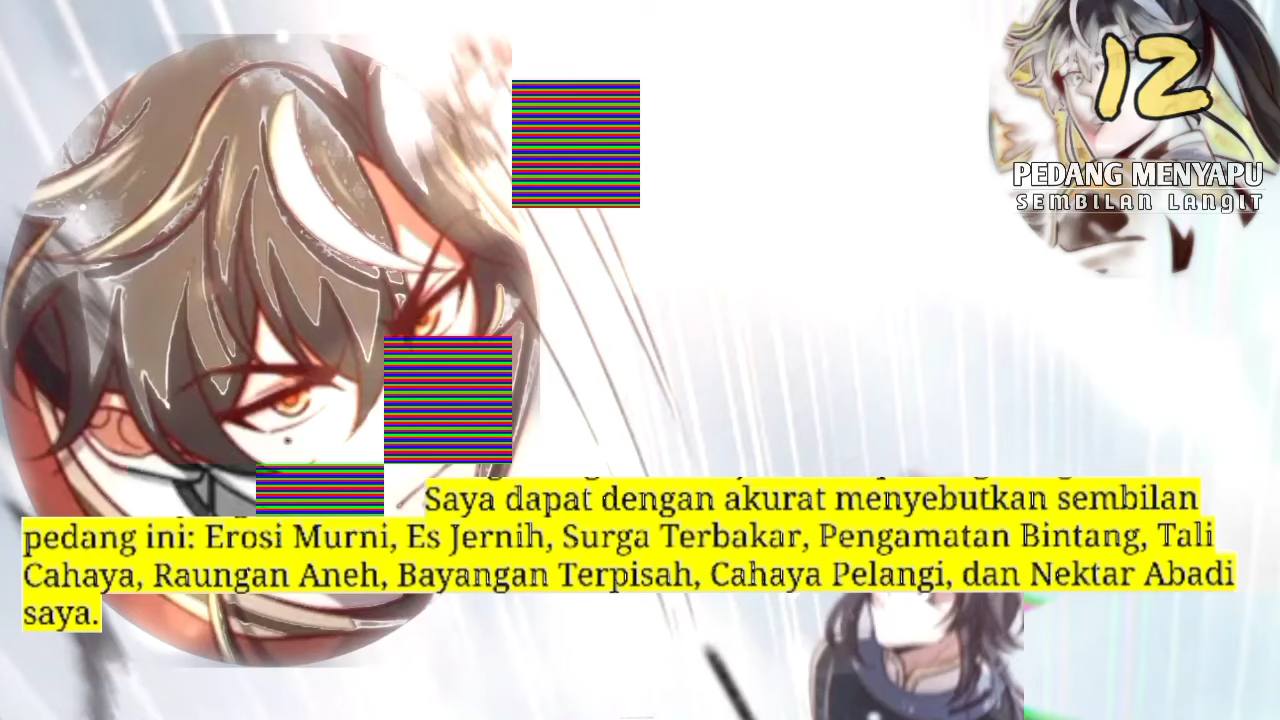 12
PEDANG MENYAPU
SEMBILAN LANGIT
Saya dapat dengan akurat menyebutkan sembilan
pedang ini: Erosi Murni, Es Jernih, Surga Terbakar, Pengamatan Bintang, Tali
Cahaya, Raungan Aneh, Bayangan Terpisah, Cahaya Pelangi, dan Nektar Abadi
saya.